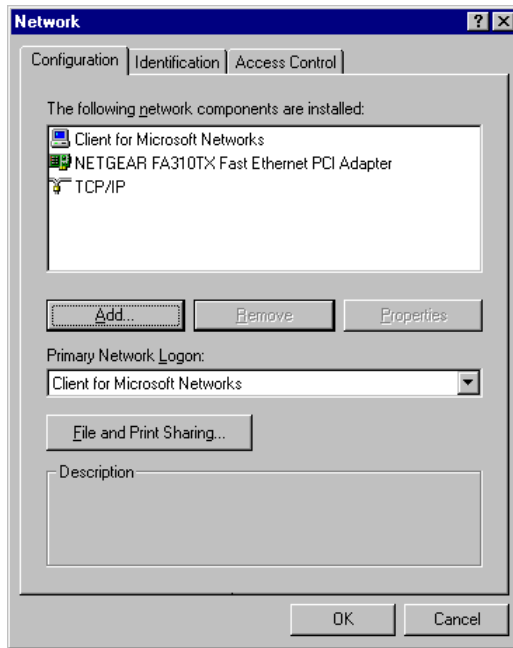 Network
Configuration Identification Access Control
The following network components are installed:
Client for Microsoft Networks
NETGEAR FA310TX Fast Ethernet PCI Adapter
TCP/IP
Add... Remove Properties
Primary Network Logon:
Client for Microsoft Networks
File and Print Sharing...
Description
OK Cancel